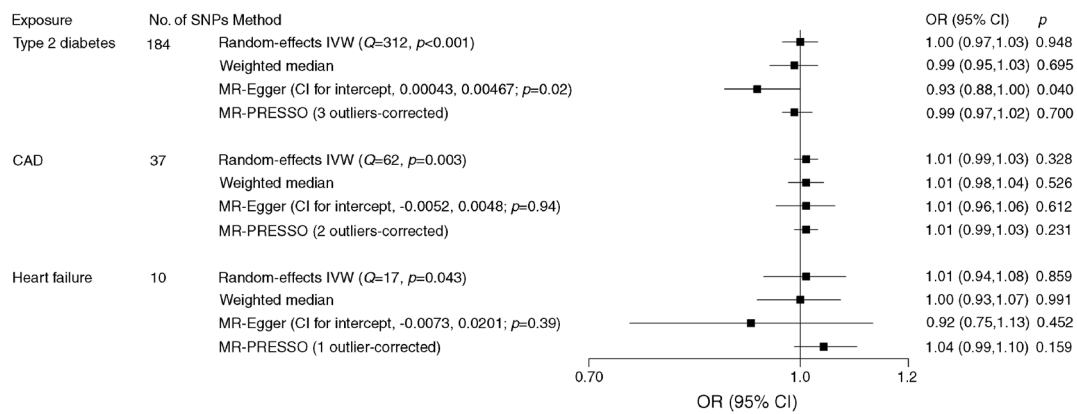 Exposure No. of SNPs Method OR (95% CI) p
Type 2 diabetes 184 Random-effects IVW (Q=312, p<0.001) 1.00 (0.97,1.03) 0.948
Weighted median 0.99 (0.95,1.03) 0.695
MR-Egger (CI for intercept, 0.00043, 0.00467; p=0.02) 0.93 (0.88,1.00) 0.040
MR-PRESSO (3 outliers-corrected) 0.99 (0.97,1.02) 0.700
CAD 37 Random-effects IVW (Q=62, p=0.003) 1.01 (0.99,1.03) 0.328
Weighted median 1.01 (0.98,1.04) 0.526
MR-Egger (CI for intercept, -0.0052, 0.0048; p=0.94) 1.01 (0.96,1.06) 0.612
MR-PRESSO (2 outliers-corrected) 1.01 (0.99,1.03) 0.231
Heart failure 10 Random-effects IVW (Q=17, p=0.043) 1.01 (0.94,1.08) 0.859
Weighted median 1.00 (0.93,1.07) 0.991
MR-Egger (CI for intercept, -0.0073, 0.0201; p=0.39) 0.92 (0.75,1.13) 0.452
MR-PRESSO (1 outlier-corrected) 1.04 (0.99,1.10) 0.159
0.70 1.0 1.2
OR (95% CI)